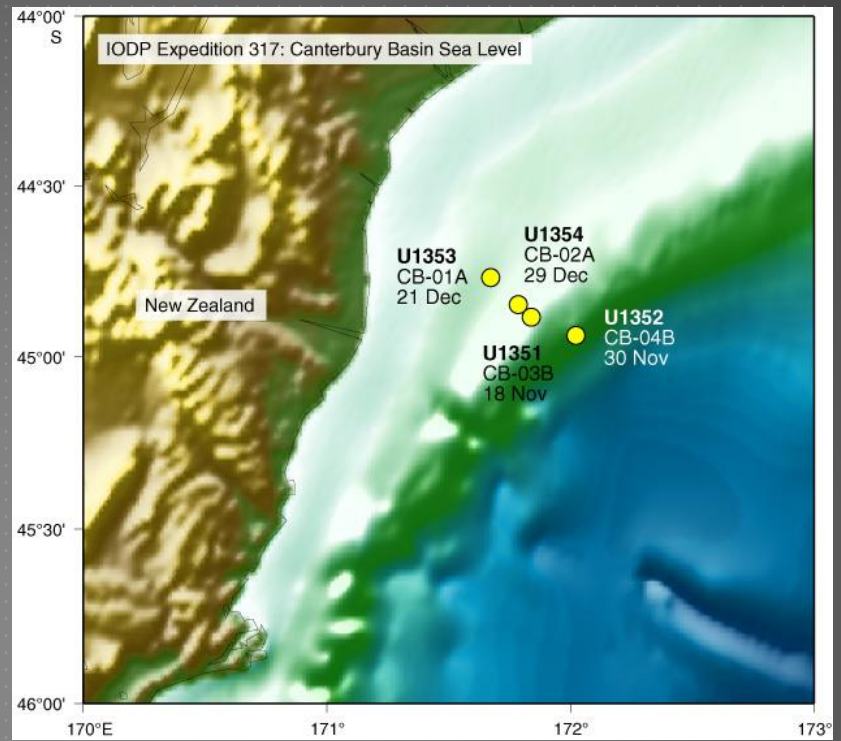 44°00'
S
IODP Expedition 317: Canterbury Basin Sea Level
44°30'
U1354
CB-02A
29 Dec
U1353
CB-01A
21 Dec
New Zealand
U1352
CB-04B
30 Nov
U1351
CB-03B
18 Nov
45°00'
45°30'
46°00'
170°E
171°
172°
173°